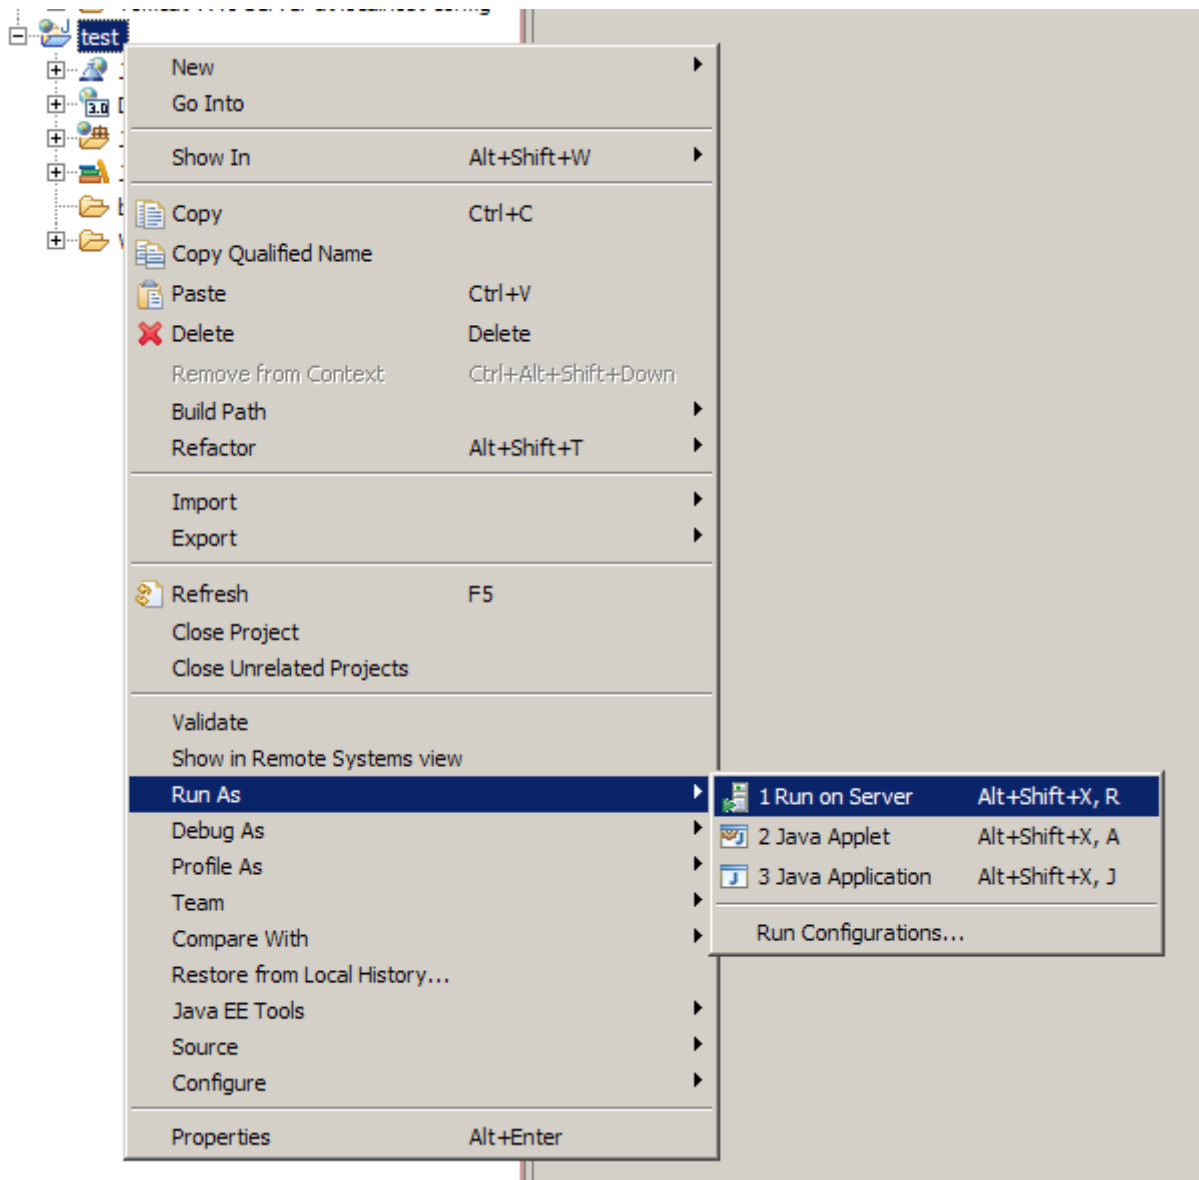 test
New
Go Into
Show In Alt+Shift+W
Copy Ctrl+C
Copy Qualified Name
Paste Ctrl+V
Delete Delete
Remove from Context Ctrl+Alt+Shift+Down
Build Path
Refactor Alt+Shift+T
Import
Export
Refresh F5
Close Project
Close Unrelated Projects
Validate
Show in Remote Systems view
Run As
1 Run on Server Alt+Shift+X, R
Debug As
2 Java Applet Alt+Shift+X, A
Profile As
3 Java Application Alt+Shift+X, J
Team
Compare With
Run Configurations...
Restore from Local History...
Java EE Tools
Source
Configure
Properties Alt+Enter